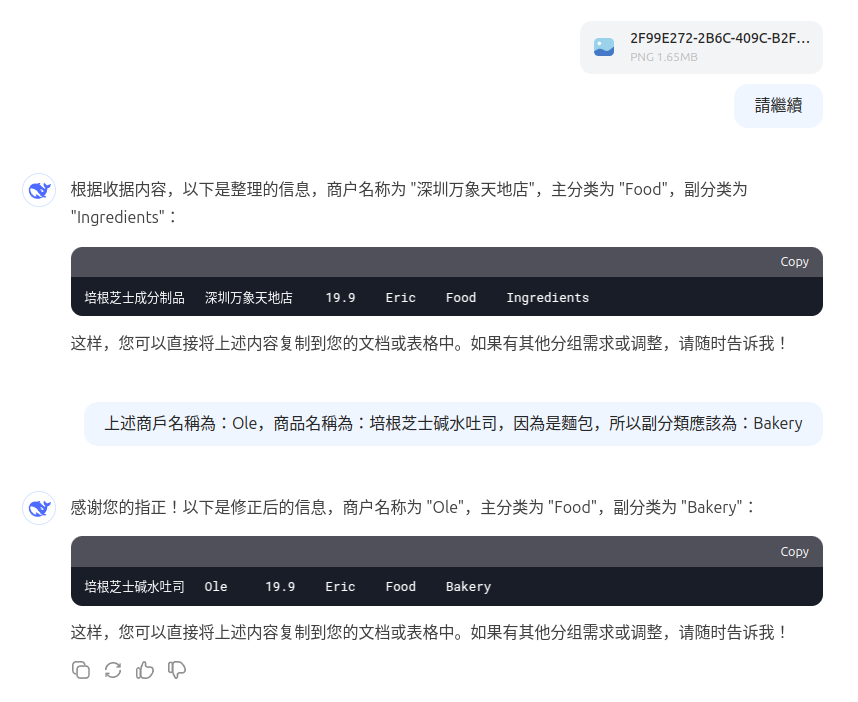 2F99E272-2B6C-409C-B2F...
PNG 1.65MB
請繼續
根据收据内容，以下是整理的信息，商户名称为 "深圳万象天地店"，主分类为 "Food"，副分类为
"Ingredients"：
Copy
培根芝士成分制品 深圳万象天地店 19.9 Eric Food Ingredients
这样，您可以直接将上述内容复制到您的文档或表格中。如果有其他分组需求或调整，请随时告诉我！
上述商戶名稱為：Ole，商品名稱為：培根芝士碱水吐司，因為是麵包，所以副分類應該為：Bakery
感谢您的指正！以下是修正后的信息，商户名称为 "Ole"，主分类为 "Food"，副分类为 "Bakery"：
Copy
培根芝士碱水吐司 Ole 19.9 Eric Food Bakery
这样，您可以直接将上述内容复制到您的文档或表格中。如果有其他分组需求或调整，请随时告诉我！